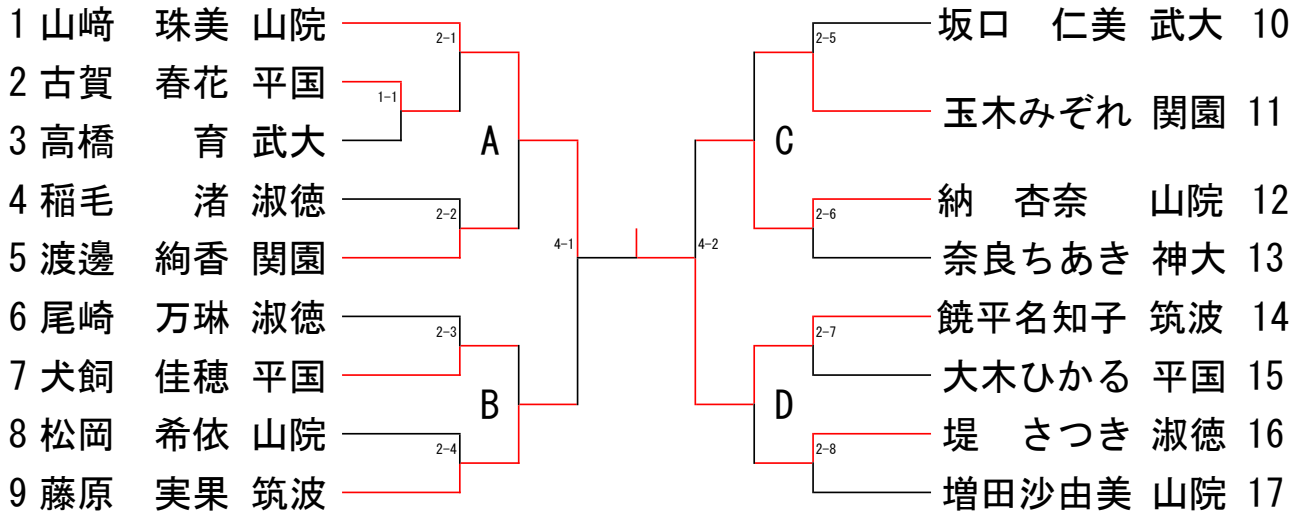 1 山﨑 珠美 山院
2 古賀 春花 平国
3 高橋 育 武大
4 稲毛 渚 淑徳
5 渡邊 絢香 関園
6 尾崎 万琳 淑徳
7 犬飼 佳穂 平国
8 松岡 希依 山院
9 藤原 実果 筑波
2-1
1-1
A
2-2
4-1
2-3
B
2-4
坂口 仁美 武大 10
玉木みぞれ 関園 11
納 杏奈 山院 12
奈良ちあき 神大 13
饒平名知子 筑波 14
大木ひかる 平国 15
堤 さつき 淑徳 16
増田沙由美 山院 17
2-5
C
2-6
4-2
2-7
D
2-8